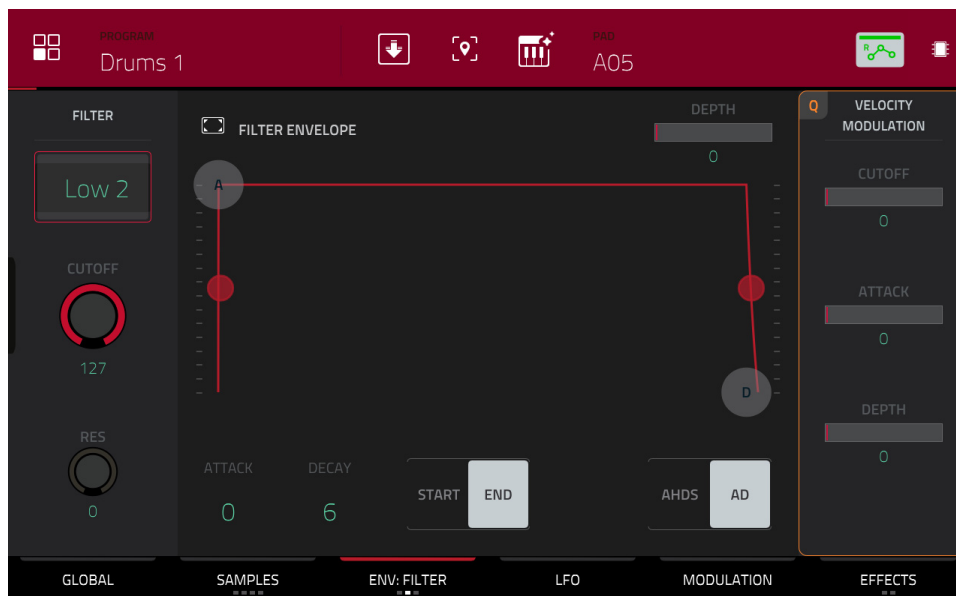 PROGRAM
Drums 1
PAD
A05
R
FILTER
Low 2
CUTOFF
127
RES
0
FILTER ENVELOPE
DEPTH
0
A
D
ATTACK
0
DECAY
6
START END
AHDS AD
Q
VELOCITY
MODULATION
CUTOFF
0
ATTACK
0
DEPTH
0
GLOBAL SAMPLES ENV: FILTER LFO MODULATION EFFECTS